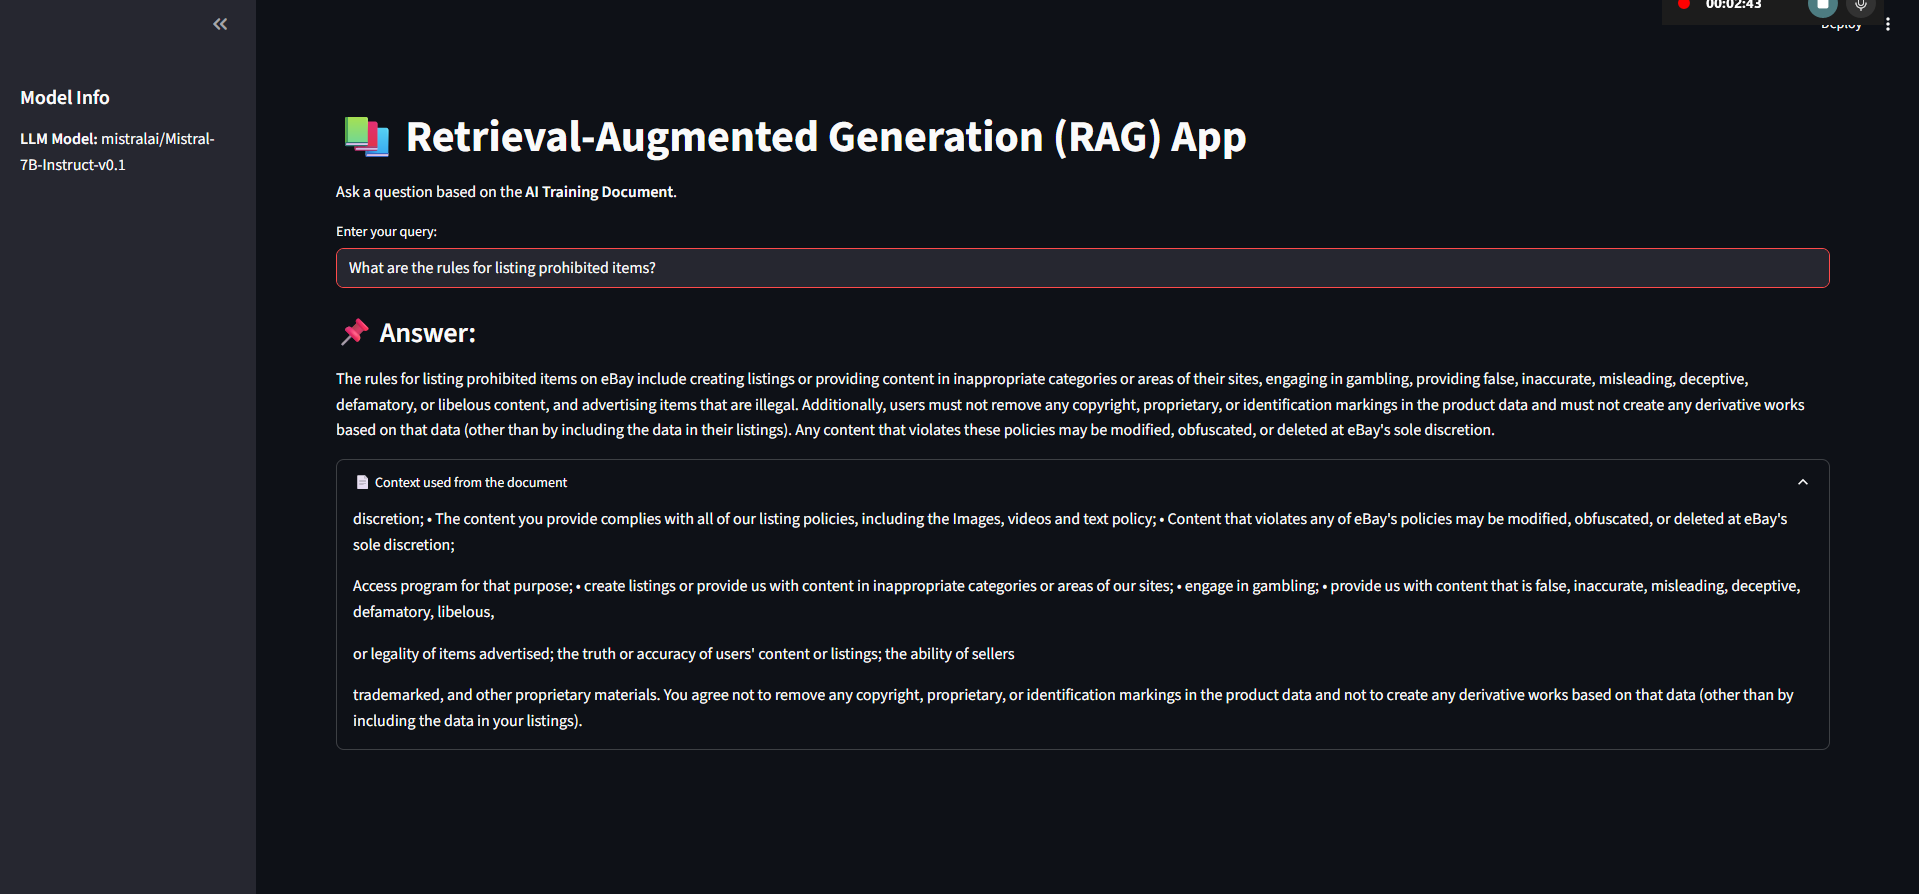 00:02:43
Deploy
Model Info
LLM Model: mistralai/Mistral-
7B-Instruct-v0.1
Retrieval-Augmented Generation (RAG) App
Ask a question based on the AI Training Document.
Enter your query:
What are the rules for listing prohibited items?
Answer:
The rules for listing prohibited items on eBay include creating listings or providing content in inappropriate categories or areas of their sites, engaging in gambling, providing false, inaccurate, misleading, deceptive,
defamatory, or libelous content, and advertising items that are illegal. Additionally, users must not remove any copyright, proprietary, or identification markings in the product data and must not create any derivative works
based on that data (other than by including the data in their listings). Any content that violates these policies may be modified, obfuscated, or deleted at eBay's sole discretion.
Context used from the document
discretion; • The content you provide complies with all of our listing policies, including the Images, videos and text policy; • Content that violates any of eBay's policies may be modified, obfuscated, or deleted at eBay's
sole discretion;
Access program for that purpose; • create listings or provide us with content in inappropriate categories or areas of our sites; • engage in gambling; • provide us with content that is false, inaccurate, misleading, deceptive,
defamatory, libelous,
or legality of items advertised; the truth or accuracy of users' content or listings; the ability of sellers
trademarked, and other proprietary materials. You agree not to remove any copyright, proprietary, or identification markings in the product data and not to create any derivative works based on that data (other than by
including the data in your listings).